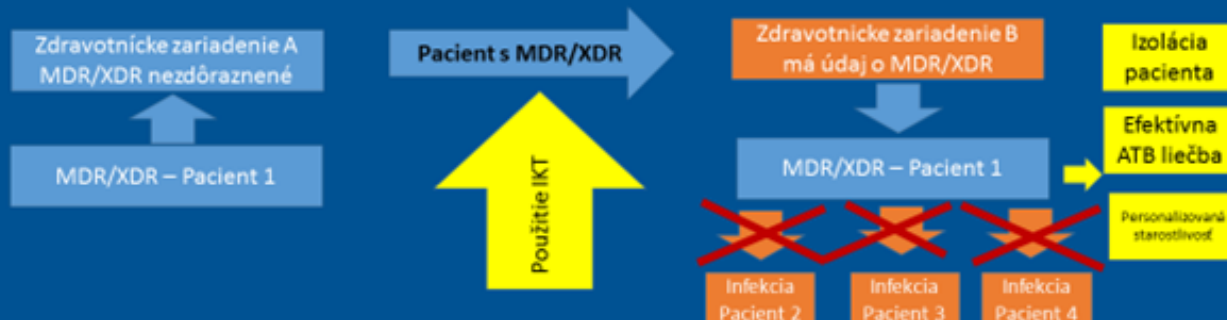 Zdravotnícke zariadenie A
MDR/XDR nezdôraznené
MDR/XDR – Pacient 1
Pacient s MDR/XDR
Použitie IKT
Zdravotnícke zariadenie B
má údaj o MDR/XDR
MDR/XDR – Pacient 1
Infekcia
Pacient 2
Infekcia
Pacient 3
Infekcia
Pacient 4
Izolácia
pacienta
Efektívna
ATB liečba
Personalizovaná
starostlivosť